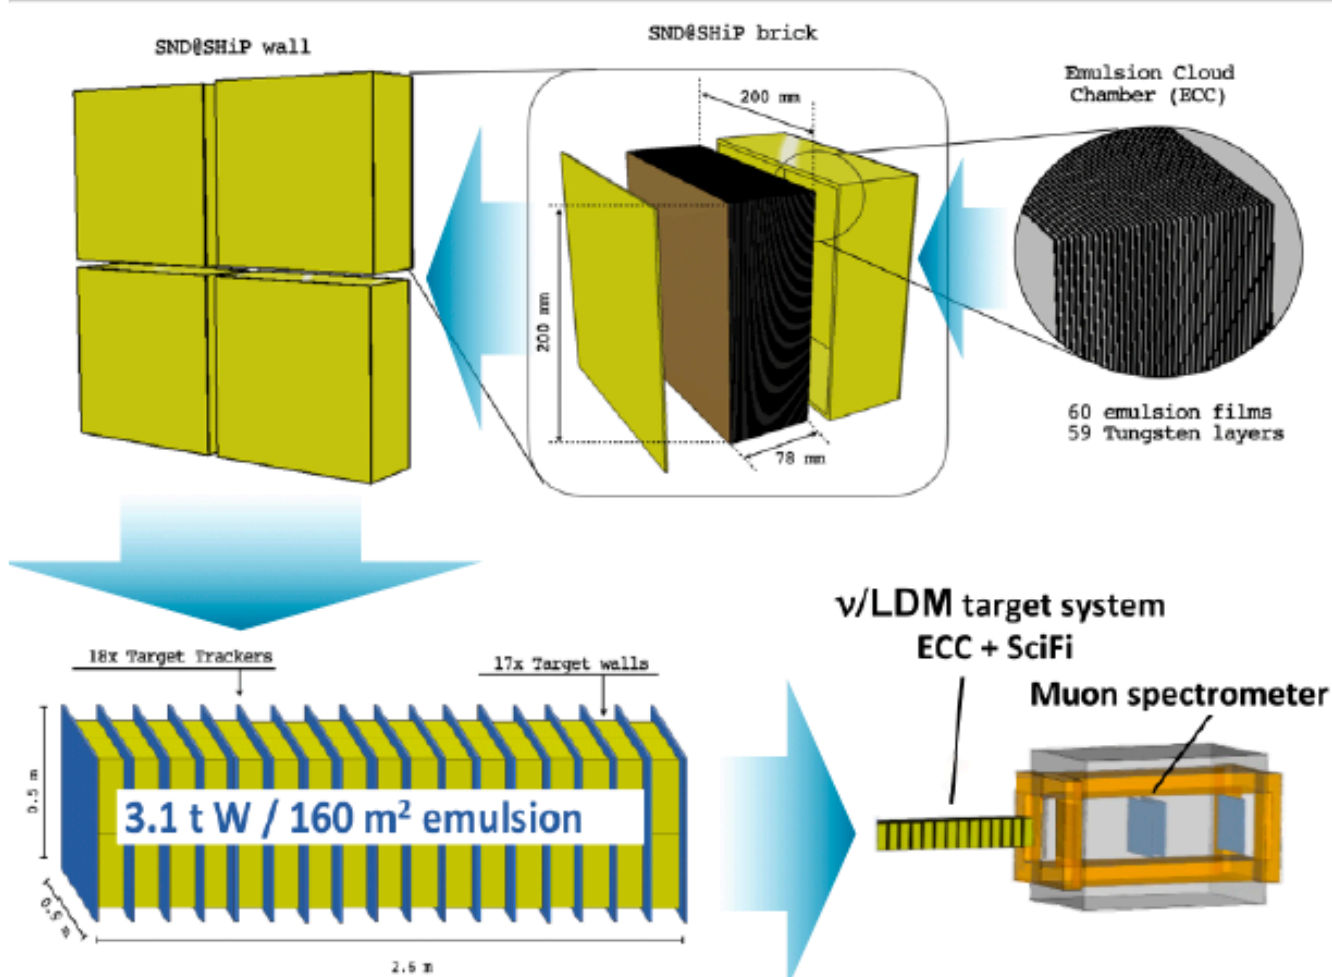 SND@SHiP wall
SND@SHiP brick
Emulsion Cloud
Chamber (ECC)
200 mm
200 mm
78 mm
60 emulsion films
59 Tungsten layers
18x Target Trackers
17x Target walls
0.5 m
0.5 m
2.6 m
3.1 t W / 160 m² emulsion
ν/LDM target system
ECC + SciFi
Muon spectrometer